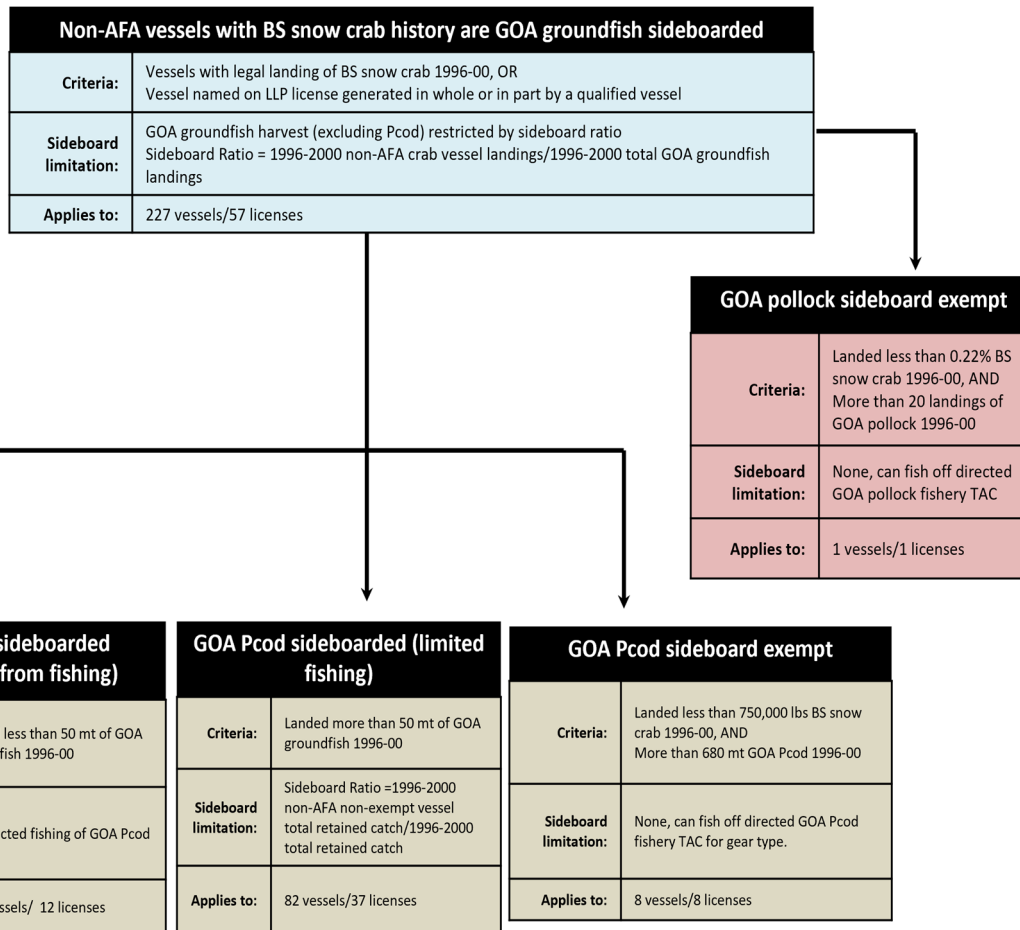 Non-AFA vessels with BS snow crab history are GOA groundfish sideboarded
Criteria:
Vessels with legal landing of BS snow crab 1996-00, OR
Vessel named on LLP license generated in whole or in part by a qualified vessel
Sideboard
limitation:
GOA groundfish harvest (excluding Pcod) restricted by sideboard ratio
Sideboard Ratio = 1996-2000 non-AFA crab vessel landings/1996-2000 total GOA groundfish
landings
Applies to:
227 vessels/57 licenses
GOA pollock sideboard exempt
Criteria:
Landed less than 0.22% BS
snow crab 1996-00, AND
More than 20 landings of
GOA pollock 1996-00
Sideboard
limitation:
None, can fish off directed
GOA pollock fishery TAC
Applies to:
1 vessels/1 licenses
sideboarded
from fishing)
less than 50 mt of GOA
fish 1996-00
cted fishing of GOA Pcod
ssels/ 12 licenses
GOA Pcod sideboarded (limited
fishing)
Criteria:
Landed more than 50 mt of GOA
groundfish 1996-00
Sideboard
limitation:
Sideboard Ratio =1996-2000
non-AFA non-exempt vessel
total retained catch/1996-2000
total retained catch
Applies to:
82 vessels/37 licenses
GOA Pcod sideboard exempt
Criteria:
Landed less than 750,000 lbs BS snow
crab 1996-00, AND
More than 680 mt GOA Pcod 1996-00
Sideboard
limitation:
None, can fish off directed GOA Pcod
fishery TAC for gear type.
Applies to:
8 vessels/8 licenses